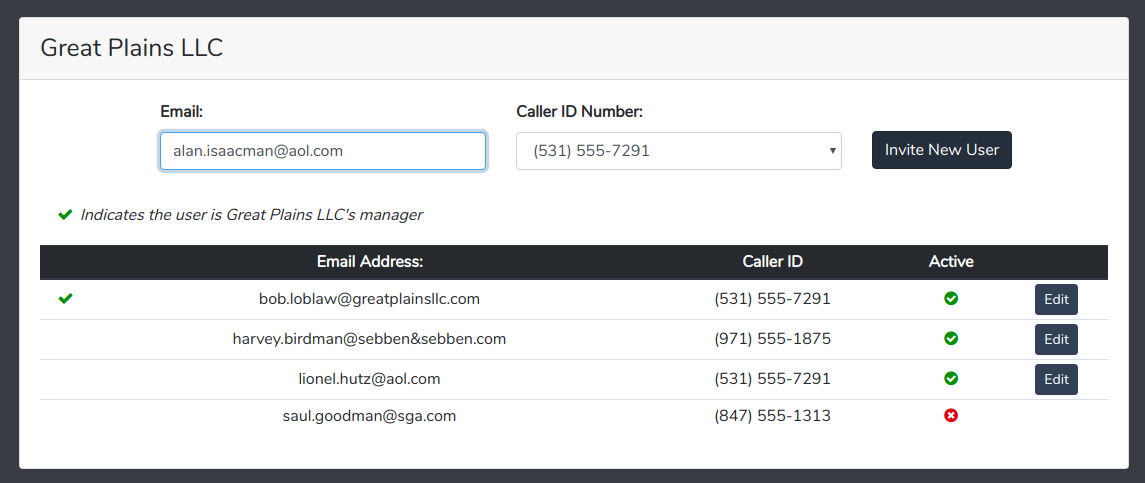 Great Plains LLC
Email: Caller ID Number:
alan.isaacman@aol.com (531) 555-7291 Invite New User
Indicates the user is Great Plains LLC's manager
Email Address: Caller ID Active
bob.loblaw@greatplainsllc.com (531) 555-7291 Edit
harvey.birdman@sebben&sebben.com (971) 555-1875 Edit
lionel.hutz@aol.com (531) 555-7291 Edit
saul.goodman@sga.com (847) 555-1313